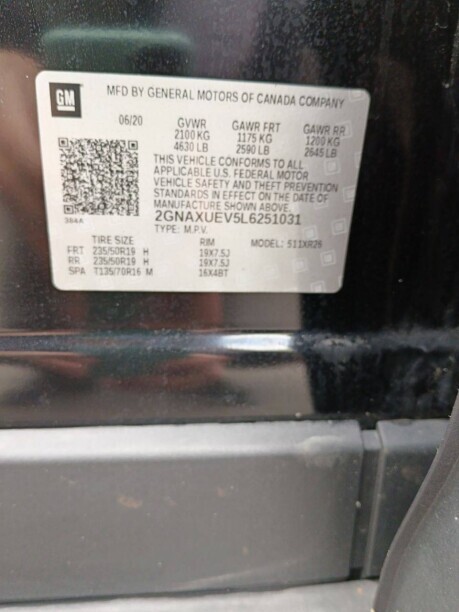 GM
MFD BY GENERAL MOTORS OF CANADA COMPANY
06/20 GVWR GAWR FRT GAWR RR
2100 KG 1175 KG 1200 KG
4630 LB 2590 LB 2645 LB
THIS VEHICLE CONFORMS TO ALL
APPLICABLE U.S. FEDERAL MOTOR
VEHICLE SAFETY AND THEFT PREVENTION
STANDARDS IN EFFECT ON THE DATE OF
MANUFACTURE SHOWN ABOVE.
2GNAXUEV5L6251031
384A TYPE: M.P.V.
TIRE SIZE RIM MODEL: 511XR26
FRT 235/50R19 H 19X7.5J
RR 235/50R19 H 19X7.5J
SPA T135/70R16 M 16X4BT